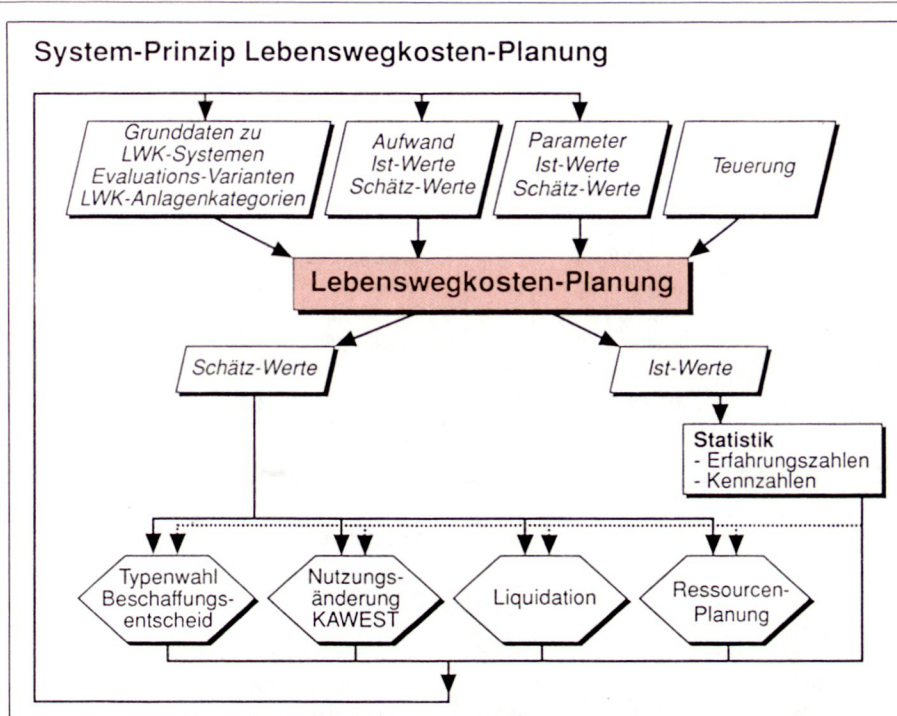 System-Prinzip Lebenswegkosten-Planung
Grunddaten zu
LWK-Systemen
Evaluations-Varianten
LWK-Anlagenkategorien
Aufwand
Ist-Werte
Schätz-Werte
Parameter
Ist-Werte
Schätz-Werte
Teuerung
Lebenswegkosten-Planung
Schätz-Werte
Ist-Werte
Statistik
- Erfahrungszahlen
- Kennzahlen
Typenwahl
Beschaffungs-
entscheid
Nutzungs-
änderung
KAWEST
Liquidation
Ressourcen-
Planung